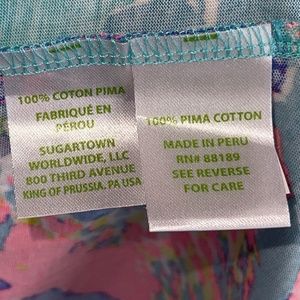 100% COTON PIMA
FABRIQUÉ EN
PÉROU
SUGARTOWN
WORLDWIDE, LLC
800 THIRD AVENUE
KING OF PRUSSIA, PA USA
100% PIMA COTTON
MADE IN PERU
RN# 88189
SEE REVERSE
FOR CARE